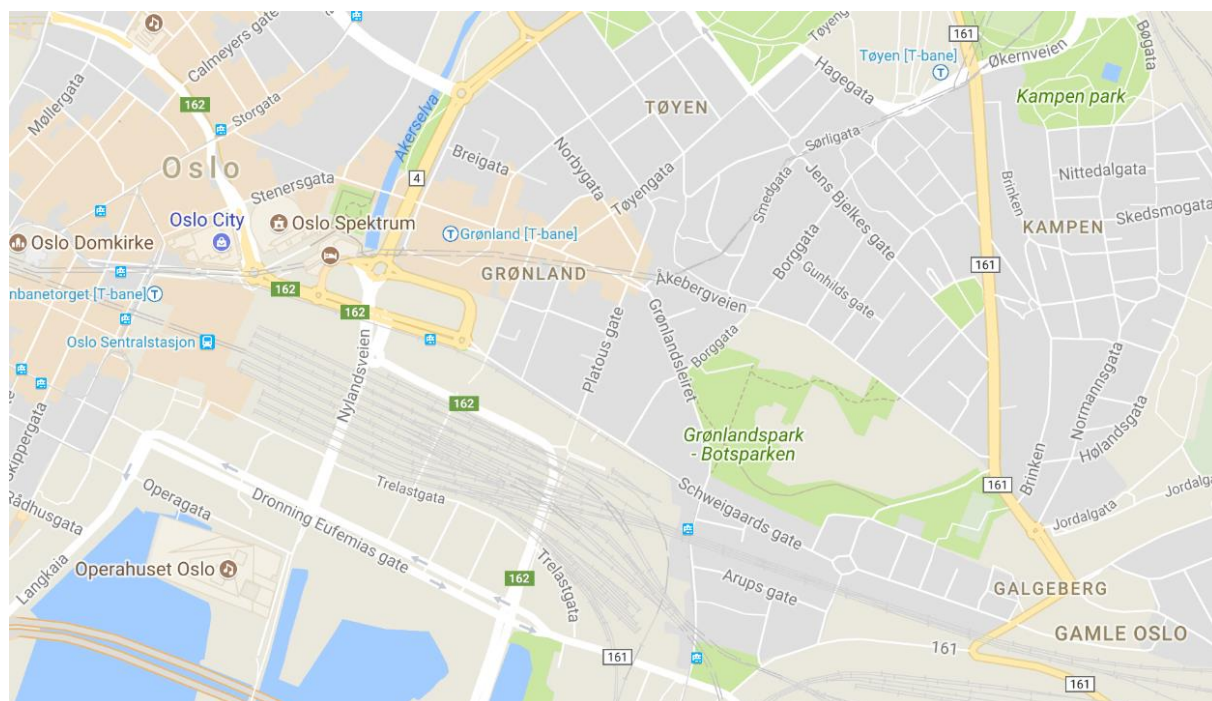 161
Tøyeng
Tøyen [T-bane]
Økernveien
Bøgata
Calmeyers gate
Hagegata
Kampen park
162
TØYEN
Møllergata
Storgata
Akerselva
Sørligata
Oslo
Breigata
Norbygata
4
Nittedalgata
Stenersgata
Tøyengata
Smedgata
Jens Bjelkes gate
Brinken
Skedsmogata
Oslo City
Oslo Spektrum
KAMPEN
Oslo Domkirke
Grønland [T-bane]
Borggata
GRØNLAND
161
Åkebergveien
Gunhilds gate
nbanetorget [T-bane]
162
162
Oslo Sentralstasjon
Platous gate
Grønlandsleiret
Borggata
Nylandsveien
Normannsgata
162
Hølandsgata
Skippergata
Grønlandspark
- Botsparken
Brinken
Trelastgata
Schweigaards gate
161
Jordalga
Operagata
Rådhusgata
Dronning Eufemias gate
Jordalgata
Langkaia
Operahuset Oslo
162
Trelastgata
Arups gate
GALGEBERG
GAMLE OSLO
161
161
161